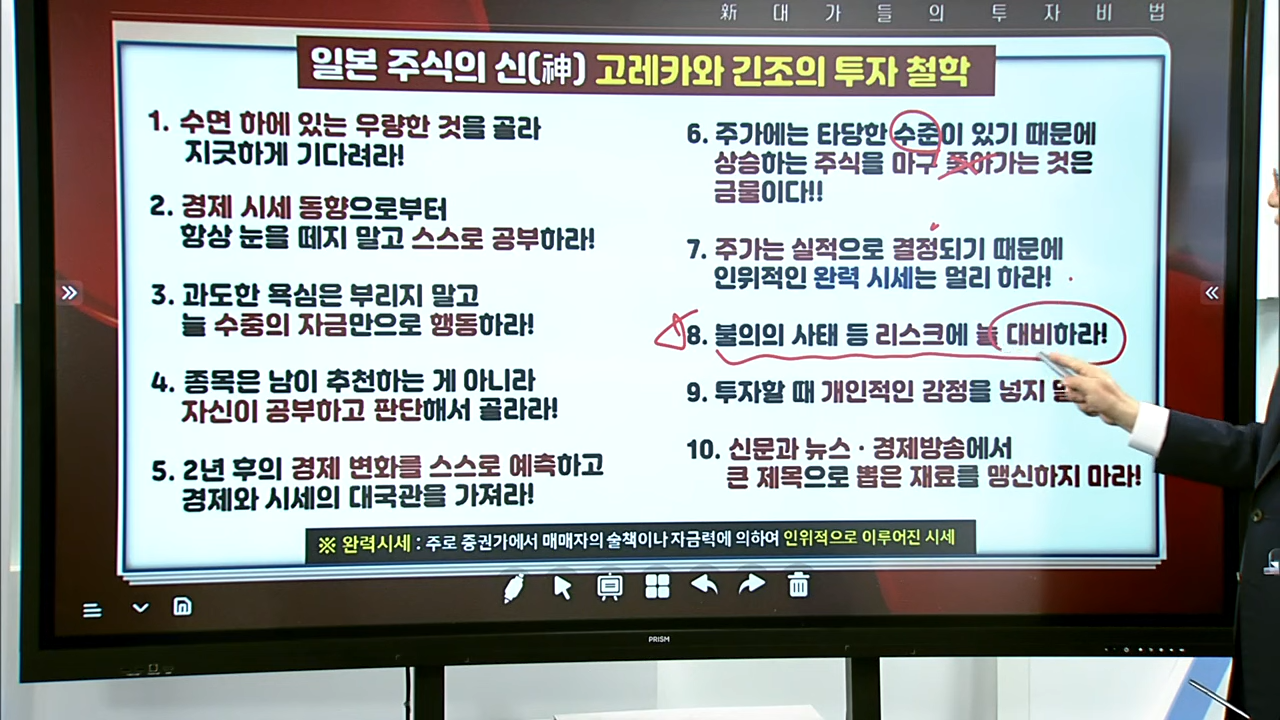 新대가들의 투자비법
일본 주식의 신(神) 고레카와 긴조의 투자 철학
1. 수면 하에 있는 우량한 것을 골라
지긋하게 기다려라!
2. 경제 시세 동향으로부터
항상 눈을 떼지 말고 스스로 공부하라!
3. 과도한 욕심은 부리지 말고
늘 수중의 자금만으로 행동하라!
4. 종목은 남이 추천하는 게 아니라
자신이 공부하고 판단해서 골라라!
5. 2년 후의 경제 변화를 스스로 예측하고
경제와 시세의 대국관을 가져라!
6. 주가에는 타당한 수준이 있기 때문에
상승하는 주식을 마구 쫓아가는 것은
금물이다!!
7. 주가는 실적으로 결정되기 때문에
인위적인 완력 시세는 멀리 하라!
8. 불의의 사태 등 리스크에 늘 대비하라!
9. 투자할 때 개인적인 감정을 넣지
10. 신문과 뉴스·경제방송에서
큰 제목으로 뽑은 재료를 맹신하지 마라!
※ 완력시세 : 주로 증권가에서 매매자의 술책이나 자금력에 의하여 인위적으로 이루어진 시세
PRISM